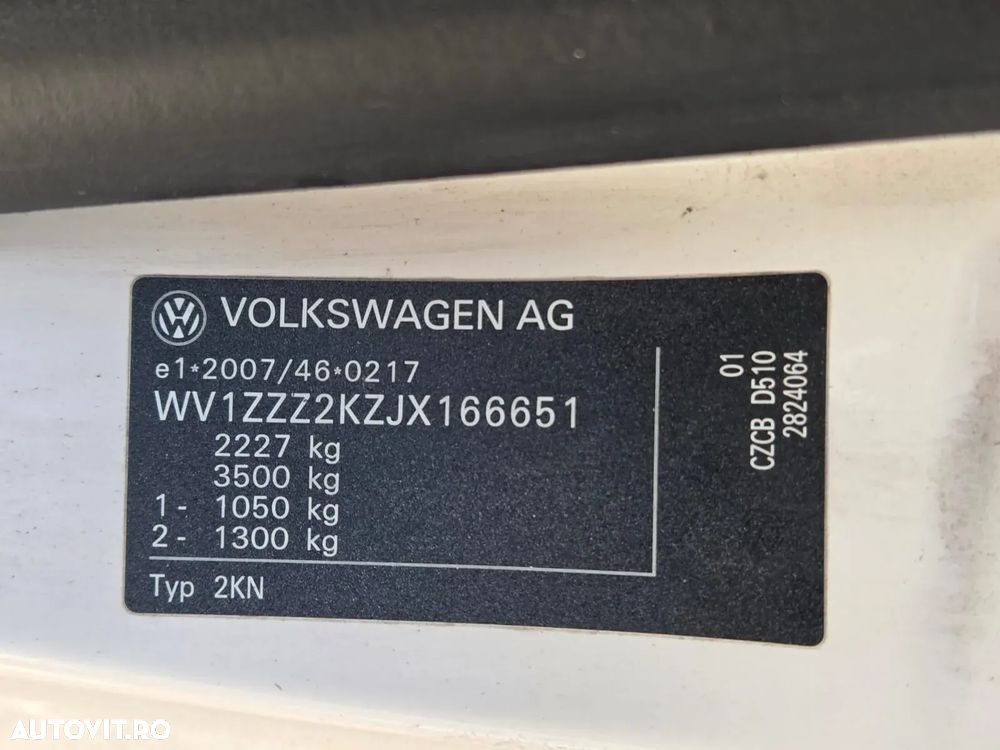 VOLKSWAGEN AG
e1*2007/46*0217
WV1ZZZ2KZJX166651
2227 kg
3500 kg
1- 1050 kg
2- 1300 kg
Typ 2KN
01
CZCB D510
2824064
AUTOVIT.RO